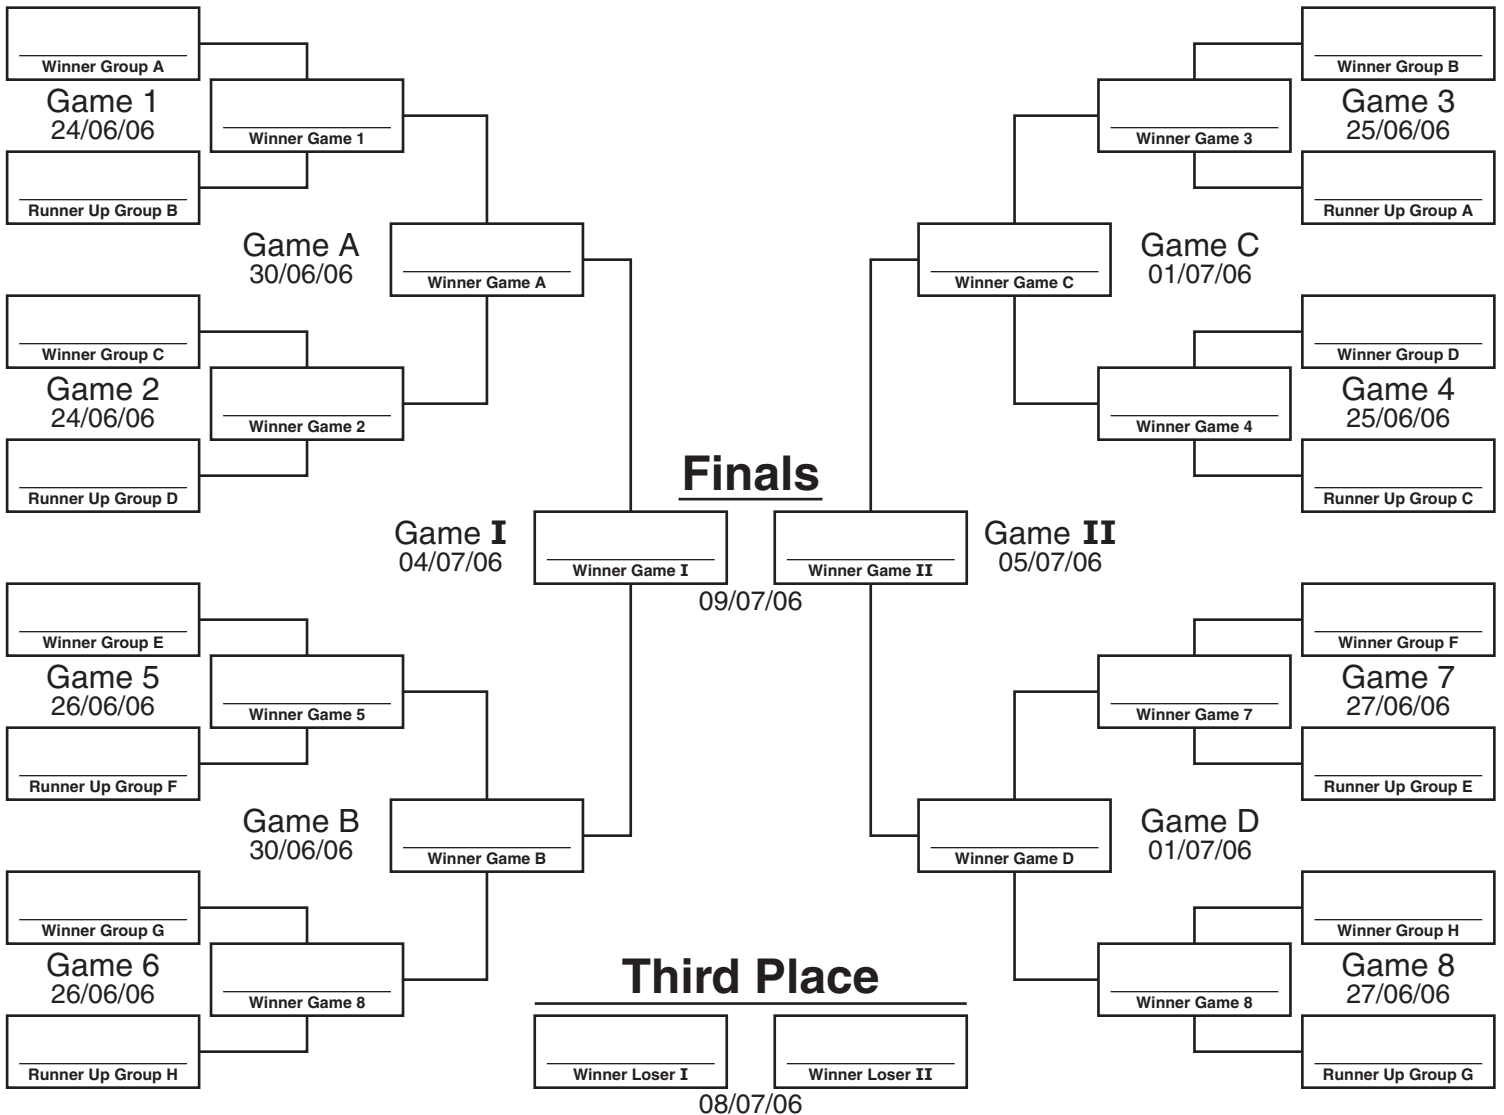 Winner Group A
Game 1
24/06/06
Winner Game 1
Runner Up Group B
Game A
30/06/06
Winner Game A
Winner Group C
Game 2
24/06/06
Winner Game 2
Runner Up Group D
Game I
04/07/06
Winner Game I
Winner Group E
Game 5
26/06/06
Winner Game 5
Runner Up Group F
Game B
30/06/06
Winner Game B
Winner Group G
Game 6
26/06/06
Winner Game 8
Runner Up Group H
Finals
09/07/06
Third Place
Winner Loser I
Winner Loser II
08/07/06
Winner Group B
Game 3
25/06/06
Winner Game 3
Runner Up Group A
Game C
01/07/06
Winner Game C
Winner Group D
Game 4
25/06/06
Winner Game 4
Runner Up Group C
Game II
05/07/06
Winner Game II
Winner Group F
Game 7
27/06/06
Winner Game 7
Runner Up Group E
Game D
01/07/06
Winner Game D
Winner Group H
Game 8
27/06/06
Winner Game 8
Runner Up Group G